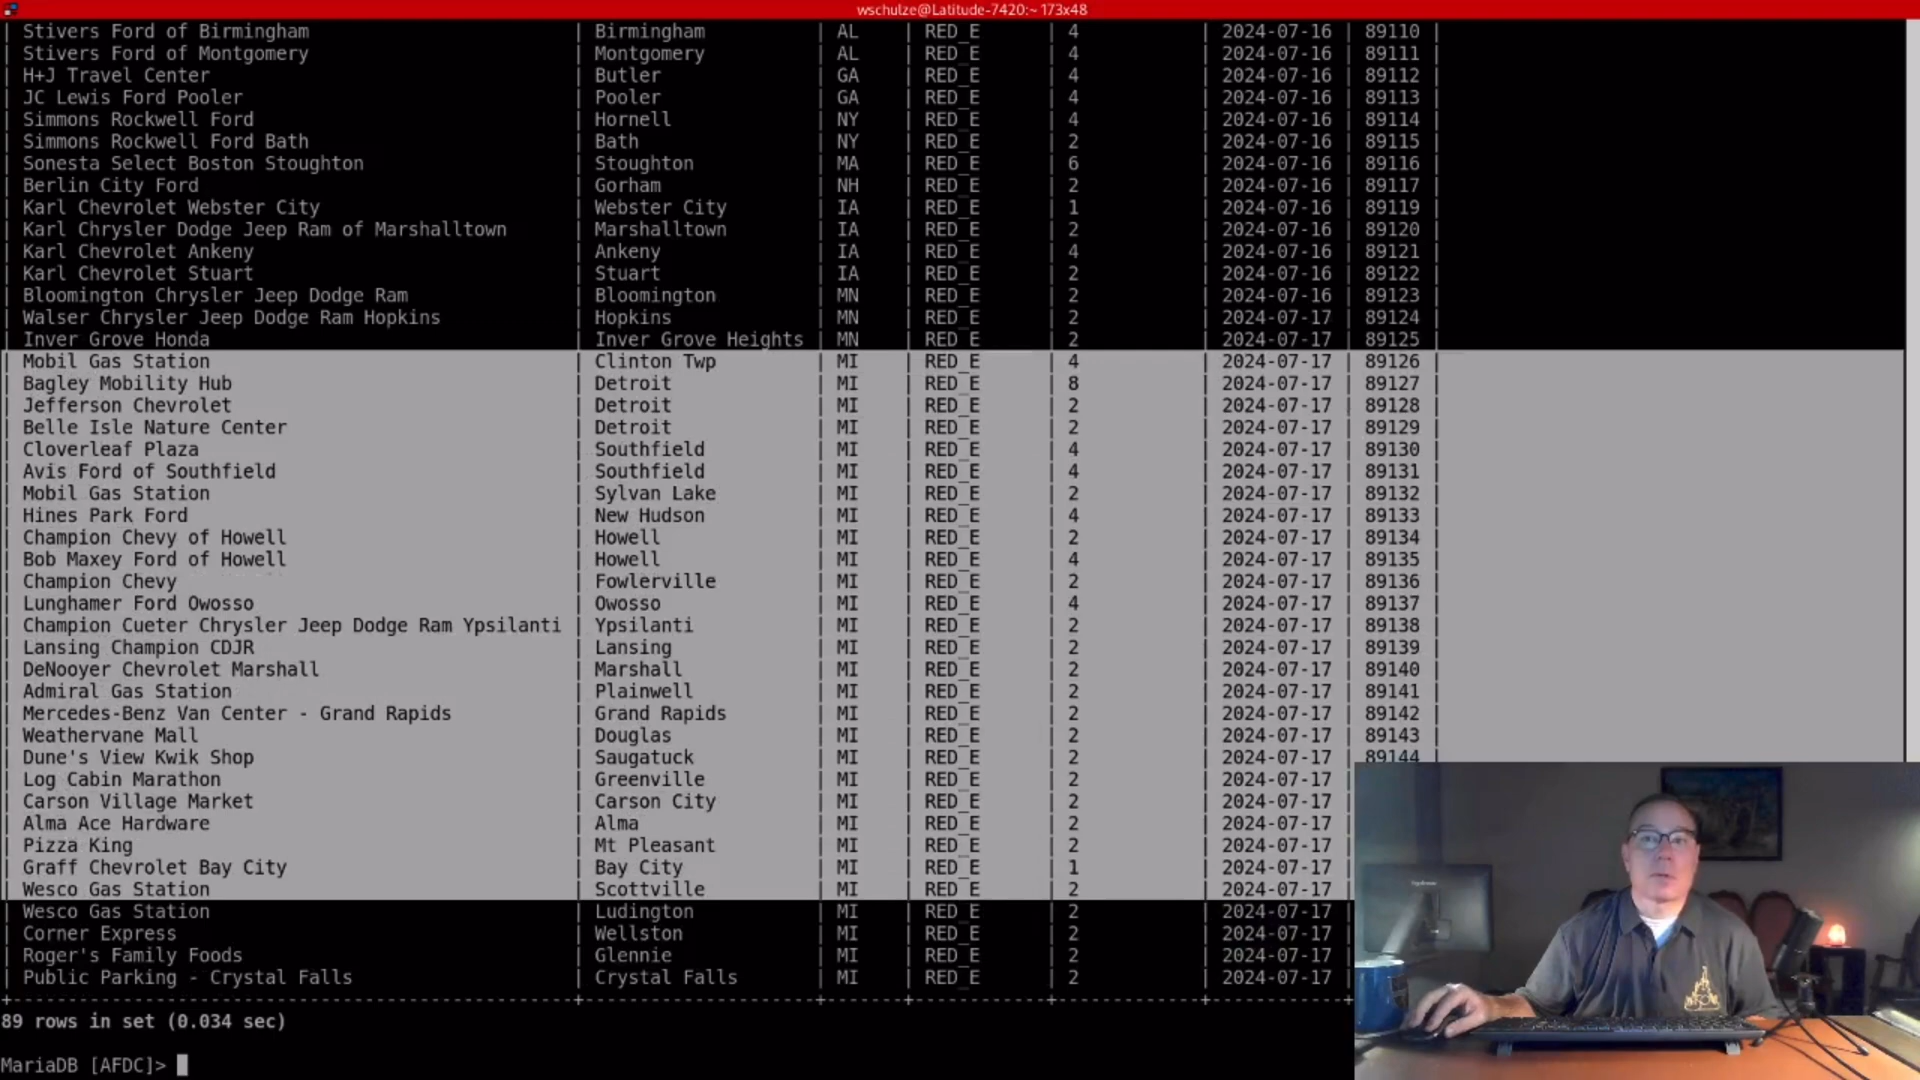 wschulze@Latitude-7420:~ 173x48
| Stivers Ford of Birmingham | Birmingham | AL | RED_E | 4 | 2024-07-16 | 89110 |
| Stivers Ford of Montgomery | Montgomery | AL | RED_E | 4 | 2024-07-16 | 89111 |
| H+J Travel Center | Butler | GA | RED_E | 4 | 2024-07-16 | 89112 |
| JC Lewis Ford Pooler | Pooler | GA | RED_E | 4 | 2024-07-16 | 89113 |
| Simmons Rockwell Ford | Hornell | NY | RED_E | 4 | 2024-07-16 | 89114 |
| Simmons Rockwell Ford Bath | Bath | NY | RED_E | 2 | 2024-07-16 | 89115 |
| Sonesta Select Boston Stoughton | Stoughton | MA | RED_E | 6 | 2024-07-16 | 89116 |
| Berlin City Ford | Gorham | NH | RED_E | 2 | 2024-07-16 | 89117 |
| Karl Chevrolet Webster City | Webster City | IA | RED_E | 1 | 2024-07-16 | 89119 |
| Karl Chrysler Dodge Jeep Ram of Marshalltown | Marshalltown | IA | RED_E | 2 | 2024-07-16 | 89120 |
| Karl Chevrolet Ankeny | Ankeny | IA | RED_E | 4 | 2024-07-16 | 89121 |
| Karl Chevrolet Stuart | Stuart | IA | RED_E | 2 | 2024-07-16 | 89122 |
| Bloomington Chrysler Jeep Dodge Ram | Bloomington | MN | RED_E | 2 | 2024-07-16 | 89123 |
| Walser Chrysler Jeep Dodge Ram Hopkins | Hopkins | MN | RED_E | 2 | 2024-07-17 | 89124 |
| Inver Grove Honda | Inver Grove Heights | MN | RED_E | 2 | 2024-07-17 | 89125 |
| Mobil Gas Station | Clinton Twp | MI | RED_E | 4 | 2024-07-17 | 89126 |
| Bagley Mobility Hub | Detroit | MI | RED_E | 8 | 2024-07-17 | 89127 |
| Jefferson Chevrolet | Detroit | MI | RED_E | 2 | 2024-07-17 | 89128 |
| Belle Isle Nature Center | Detroit | MI | RED_E | 2 | 2024-07-17 | 89129 |
| Cloverleaf Plaza | Southfield | MI | RED_E | 4 | 2024-07-17 | 89130 |
| Avis Ford of Southfield | Southfield | MI | RED_E | 4 | 2024-07-17 | 89131 |
| Mobil Gas Station | Sylvan Lake | MI | RED_E | 2 | 2024-07-17 | 89132 |
| Hines Park Ford | New Hudson | MI | RED_E | 4 | 2024-07-17 | 89133 |
| Champion Chevy of Howell | Howell | MI | RED_E | 2 | 2024-07-17 | 89134 |
| Bob Maxey Ford of Howell | Howell | MI | RED_E | 4 | 2024-07-17 | 89135 |
| Champion Chevy | Fowlerville | MI | RED_E | 2 | 2024-07-17 | 89136 |
| Lunghamer Ford Owosso | Owosso | MI | RED_E | 4 | 2024-07-17 | 89137 |
| Champion Cueter Chrysler Jeep Dodge Ram Ypsilanti | Ypsilanti | MI | RED_E | 2 | 2024-07-17 | 89138 |
| Lansing Champion CDJR | Lansing | MI | RED_E | 2 | 2024-07-17 | 89139 |
| DeNooyer Chevrolet Marshall | Marshall | MI | RED_E | 2 | 2024-07-17 | 89140 |
| Admiral Gas Station | Plainwell | MI | RED_E | 2 | 2024-07-17 | 89141 |
| Mercedes-Benz Van Center - Grand Rapids | Grand Rapids | MI | RED_E | 2 | 2024-07-17 | 89142 |
| Weathervane Mall | Douglas | MI | RED_E | 2 | 2024-07-17 | 89143 |
| Dune's View Kwik Shop | Saugatuck | MI | RED_E | 2 | 2024-07-17 | 89144
| Log Cabin Marathon | Greenville | MI | RED_E | 2 | 2024-07-17 |
| Carson Village Market | Carson City | MI | RED_E | 2 | 2024-07-17 |
| Alma Ace Hardware | Alma | MI | RED_E | 2 | 2024-07-17 |
| Pizza King | Mt Pleasant | MI | RED_E | 2 | 2024-07-17 |
| Graff Chevrolet Bay City | Bay City | MI | RED_E | 1 | 2024-07-17 |
| Wesco Gas Station | Scottville | MI | RED_E | 2 | 2024-07-17 |
| Wesco Gas Station | Ludington | MI | RED_E | 2 | 2024-07-17 |
| Corner Express | Wellston | MI | RED_E | 2 | 2024-07-17 |
| Roger's Family Foods | Glennie | MI | RED_E | 2 | 2024-07-17 |
| Public Parking - Crystal Falls | Crystal Falls | MI | RED_E | 2 | 2024-07-17 |
89 rows in set (0.034 sec)
MariaDB [AFDC]>